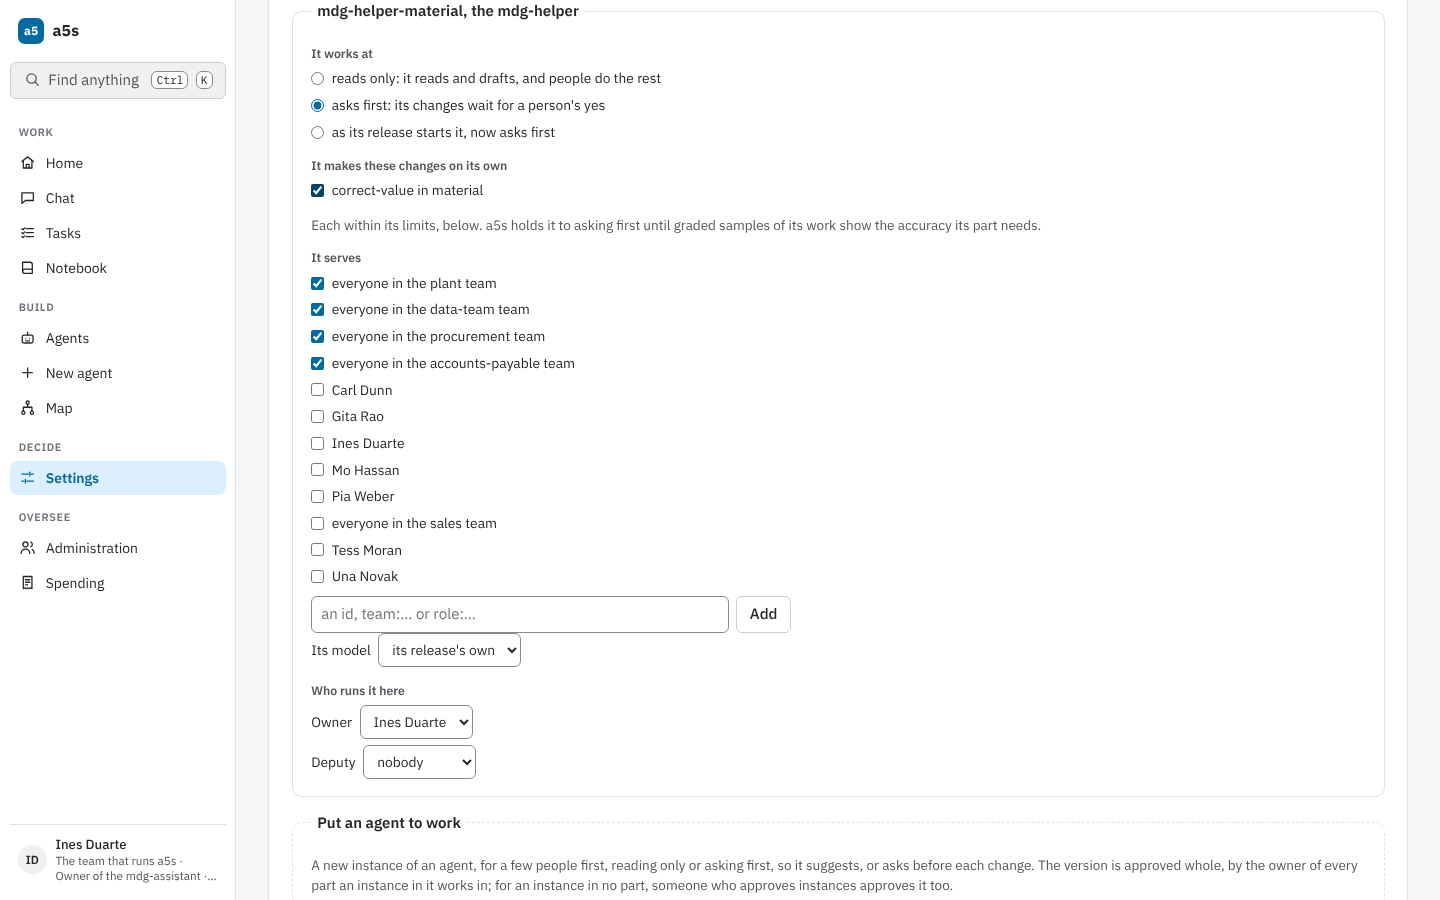 a5 a5s
Find anything Ctrl K
WORK
Home
Chat
Tasks
Notebook
BUILD
Agents
New agent
Map
DECIDE
Settings
OVERSEE
Administration
Spending
ID Ines Duarte
The team that runs a5s ·
Owner of the mdg-assistant ·...
mdg-helper-material, the mdg-helper
It works at
reads only: it reads and drafts, and people do the rest
asks first: its changes wait for a person's yes
as its release starts it, now asks first
It makes these changes on its own
correct-value in material
Each within its limits, below. a5s holds it to asking first until graded samples of its work show the accuracy its part needs.
It serves
everyone in the plant team
everyone in the data-team team
everyone in the procurement team
everyone in the accounts-payable team
Carl Dunn
Gita Rao
Ines Duarte
Mo Hassan
Pia Weber
everyone in the sales team
Tess Moran
Una Novak
an id, team:... or role:... Add
Its model its release's own
Who runs it here
Owner Ines Duarte
Deputy nobody
Put an agent to work
A new instance of an agent, for a few people first, reading only or asking first, so it suggests, or asks before each change. The version is approved whole, by the owner of every
part an instance in it works in; for an instance in no part, someone who approves instances approves it too.